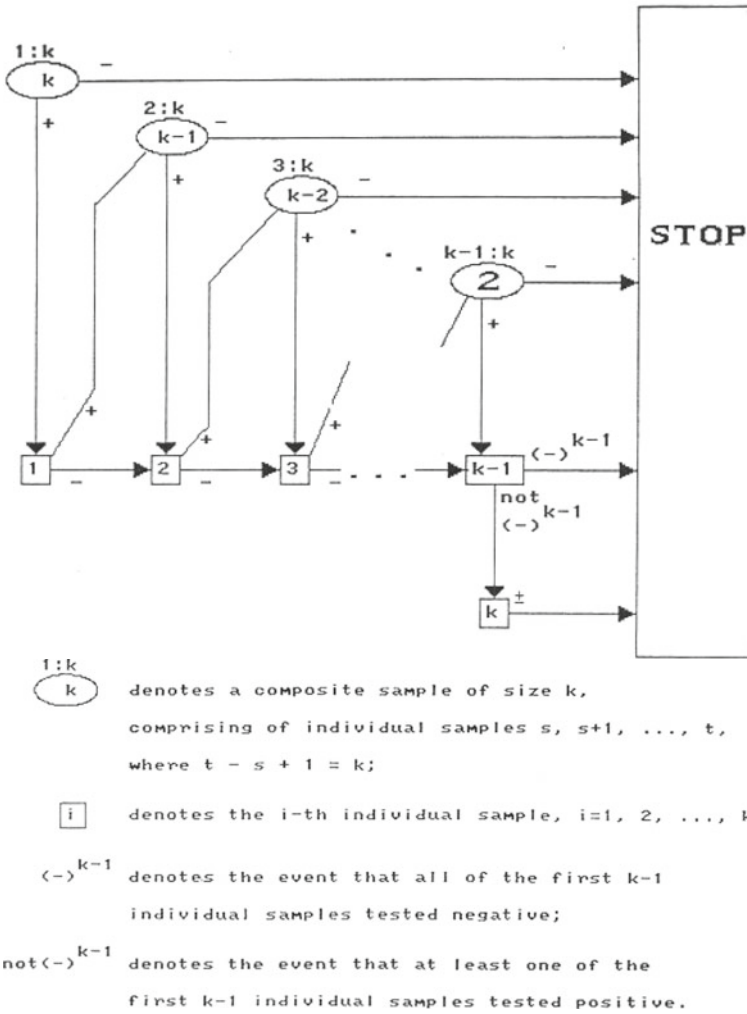 1:k
k
-
+
2:k
k-1
-
+
3:k
k-2
-
+
. . .
k-1:k
2
-
+
STOP
+
+
+
1
-
2
-
3
-
. . .
k-1
(-)^k-1
not
(-)^k-1
k
±
1:k
k denotes a composite sample of size k,
comprising of individual samples s, s+1, ..., t,
where t - s + 1 = k;
i denotes the i-th individual sample, i=1, 2, ..., k
(-)^k-1 denotes the event that all of the first k-1
individual samples tested negative;
not(-)^k-1 denotes the event that at least one of the
first k-1 individual samples tested positive.